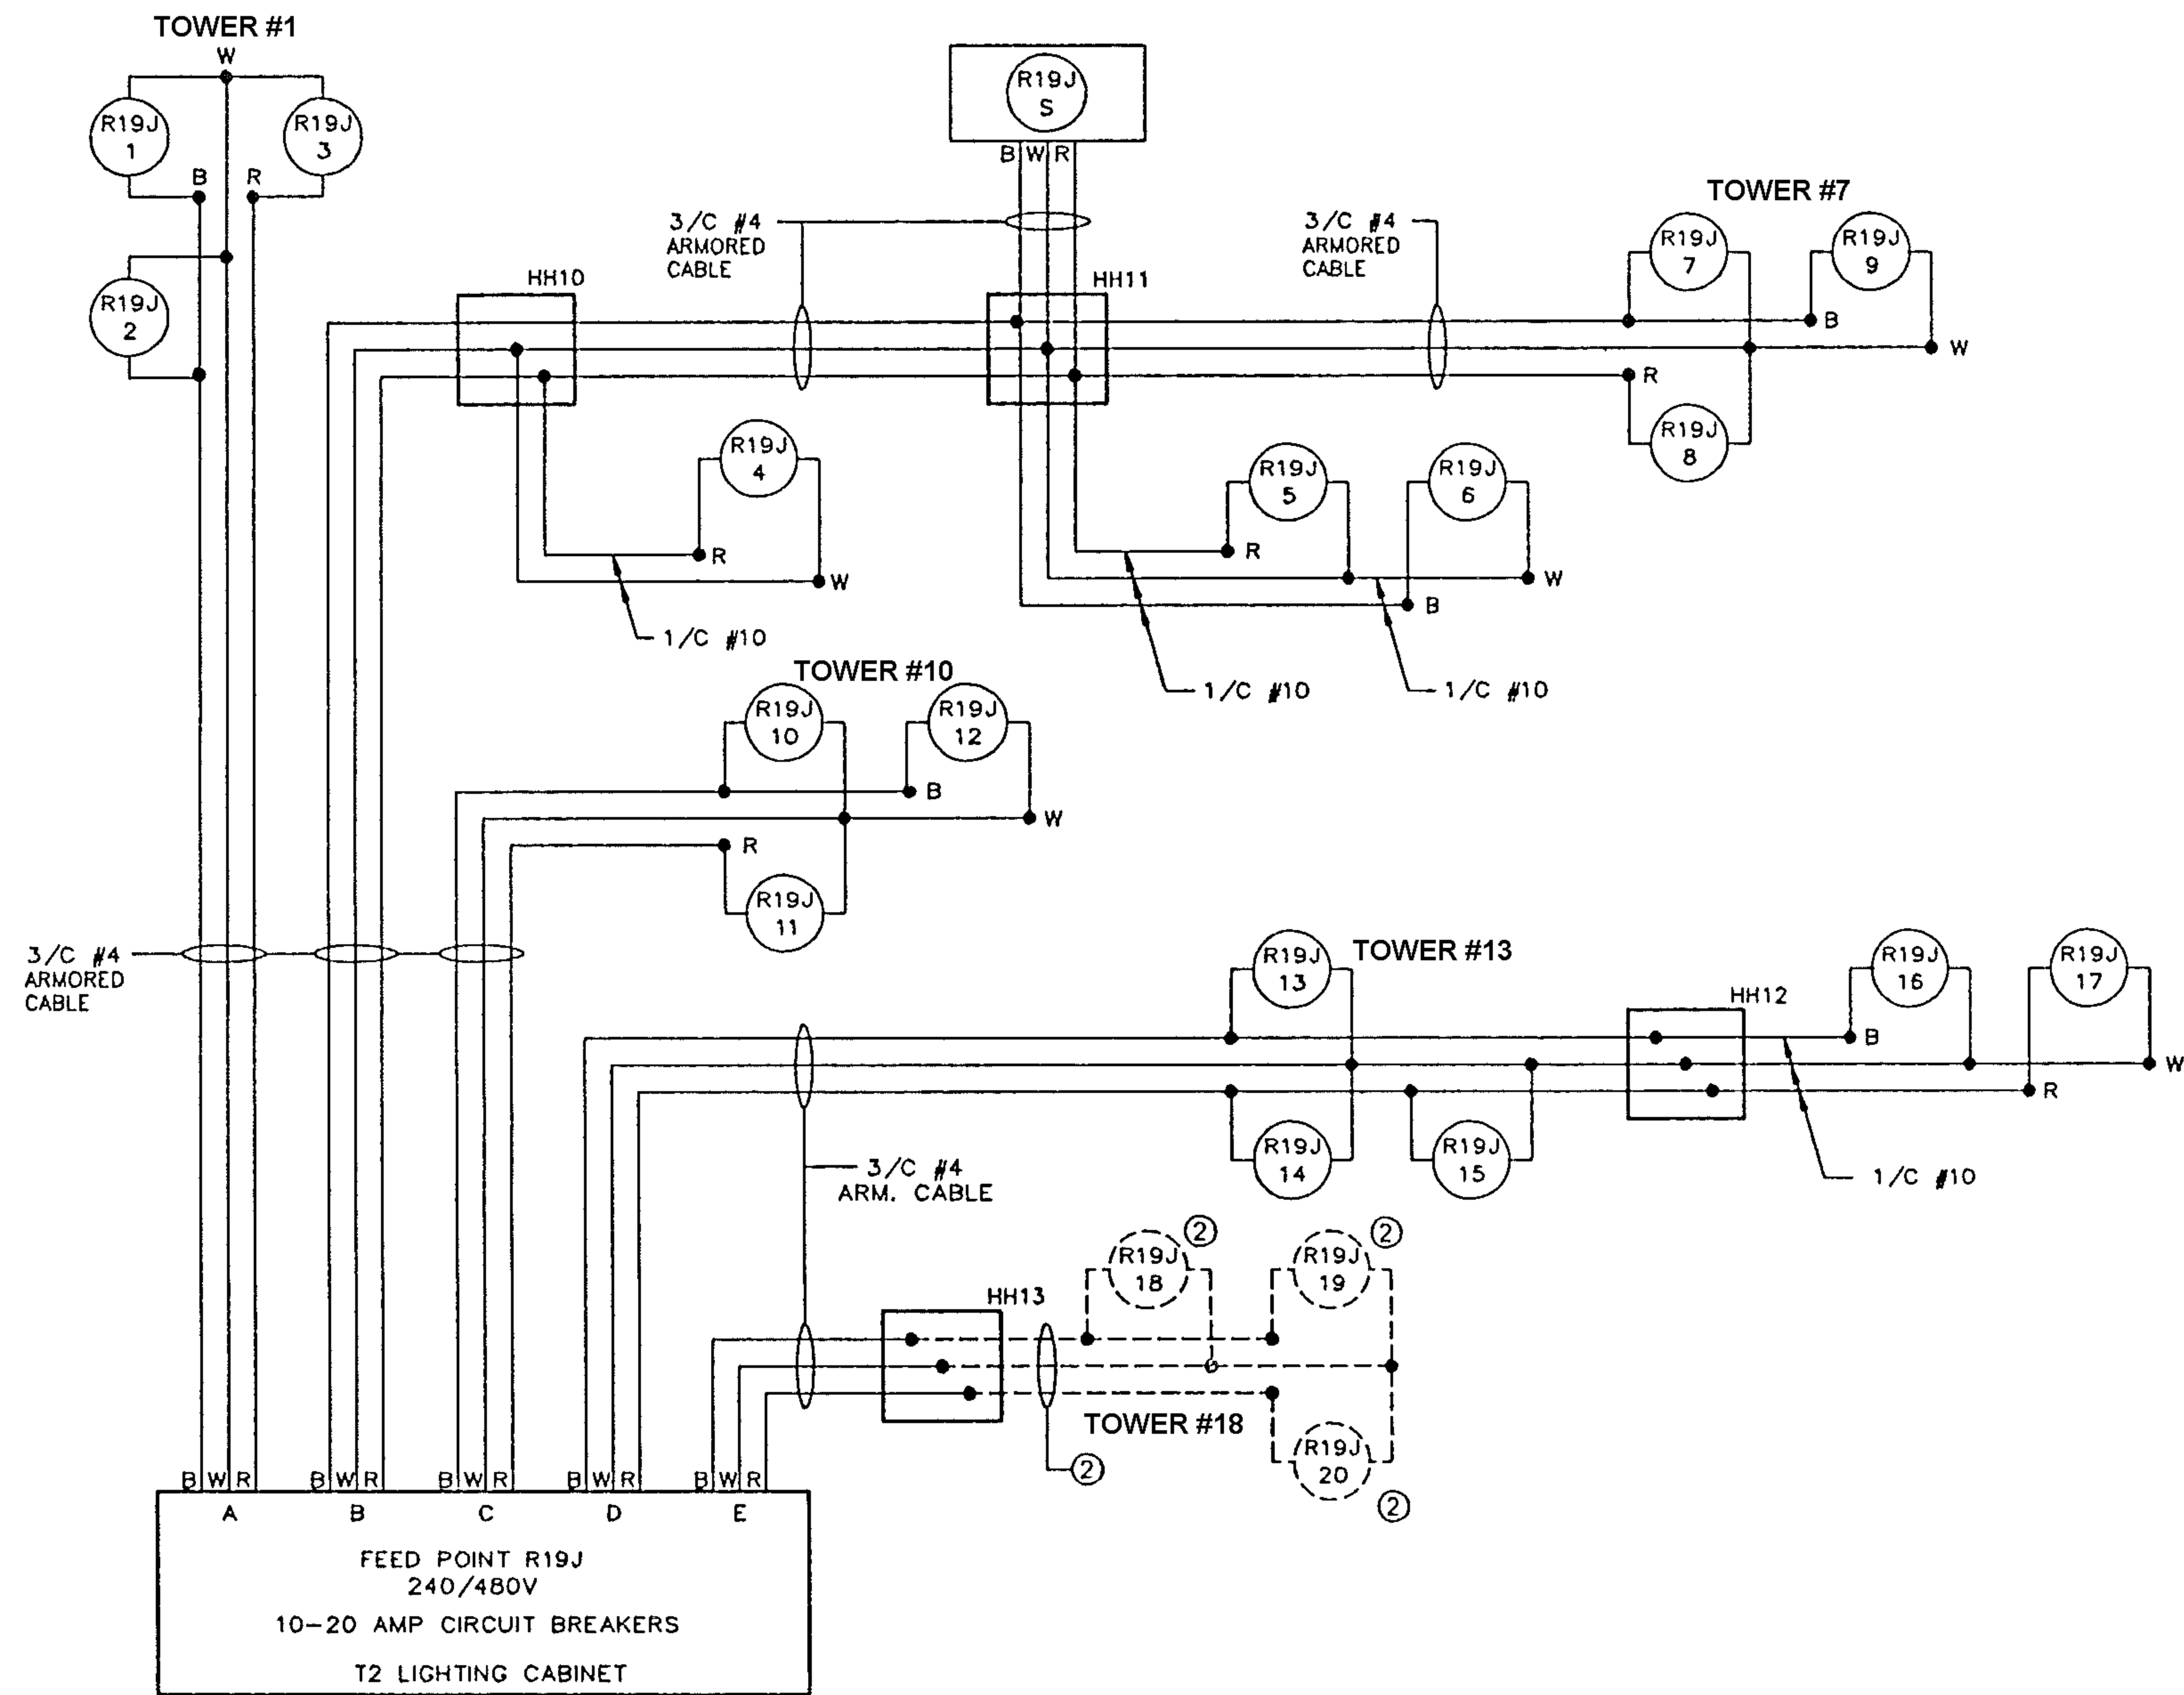 TOWER #1
W
R19J
1
R19J
3
B
R
R19J
2
R19J
S
B W R
3/C #4
ARMORED
CABLE
3/C #4
ARMORED
CABLE
TOWER #7
R19J
7
R19J
9
HH10
HH11
B
W
R
R19J
8
R19J
4
R19J
5
R19J
6
R
W
R
W
B
1/C #10
1/C #10
1/C #10
TOWER #10
R19J
10
R19J
12
B
W
R
R19J
11
3/C #4
ARMORED
CABLE
R19J
13
TOWER #13
R19J
16
R19J
17
HH12
B
W
R
R19J
14
R19J
15
1/C #10
3/C #4
ARM. CABLE
R19J
18
2
R19J
19
2
HH13
TOWER #18
R19J
20
2
2
B W R
B W R
B W R
B W R
B W R
A
B
C
D
E
FEED POINT R19J
240/480V
10-20 AMP CIRCUIT BREAKERS
T2 LIGHTING CABINET